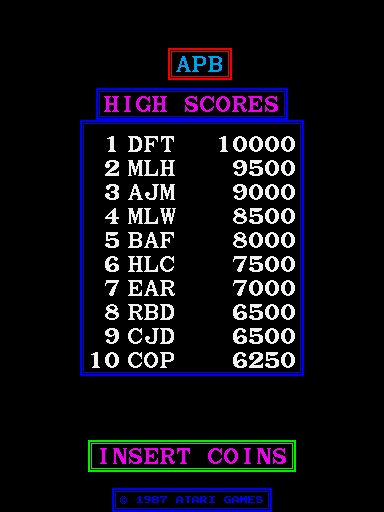 APB
HIGH SCORES
1 DFT 10000
2 MLH 9500
3 AJM 9000
4 MLW 8500
5 BAF 8000
6 HLC 7500
7 EAR 7000
8 RBD 6500
9 CJD 6500
10 COP 6250
INSERT COINS
© 1987 ATARI GAMES